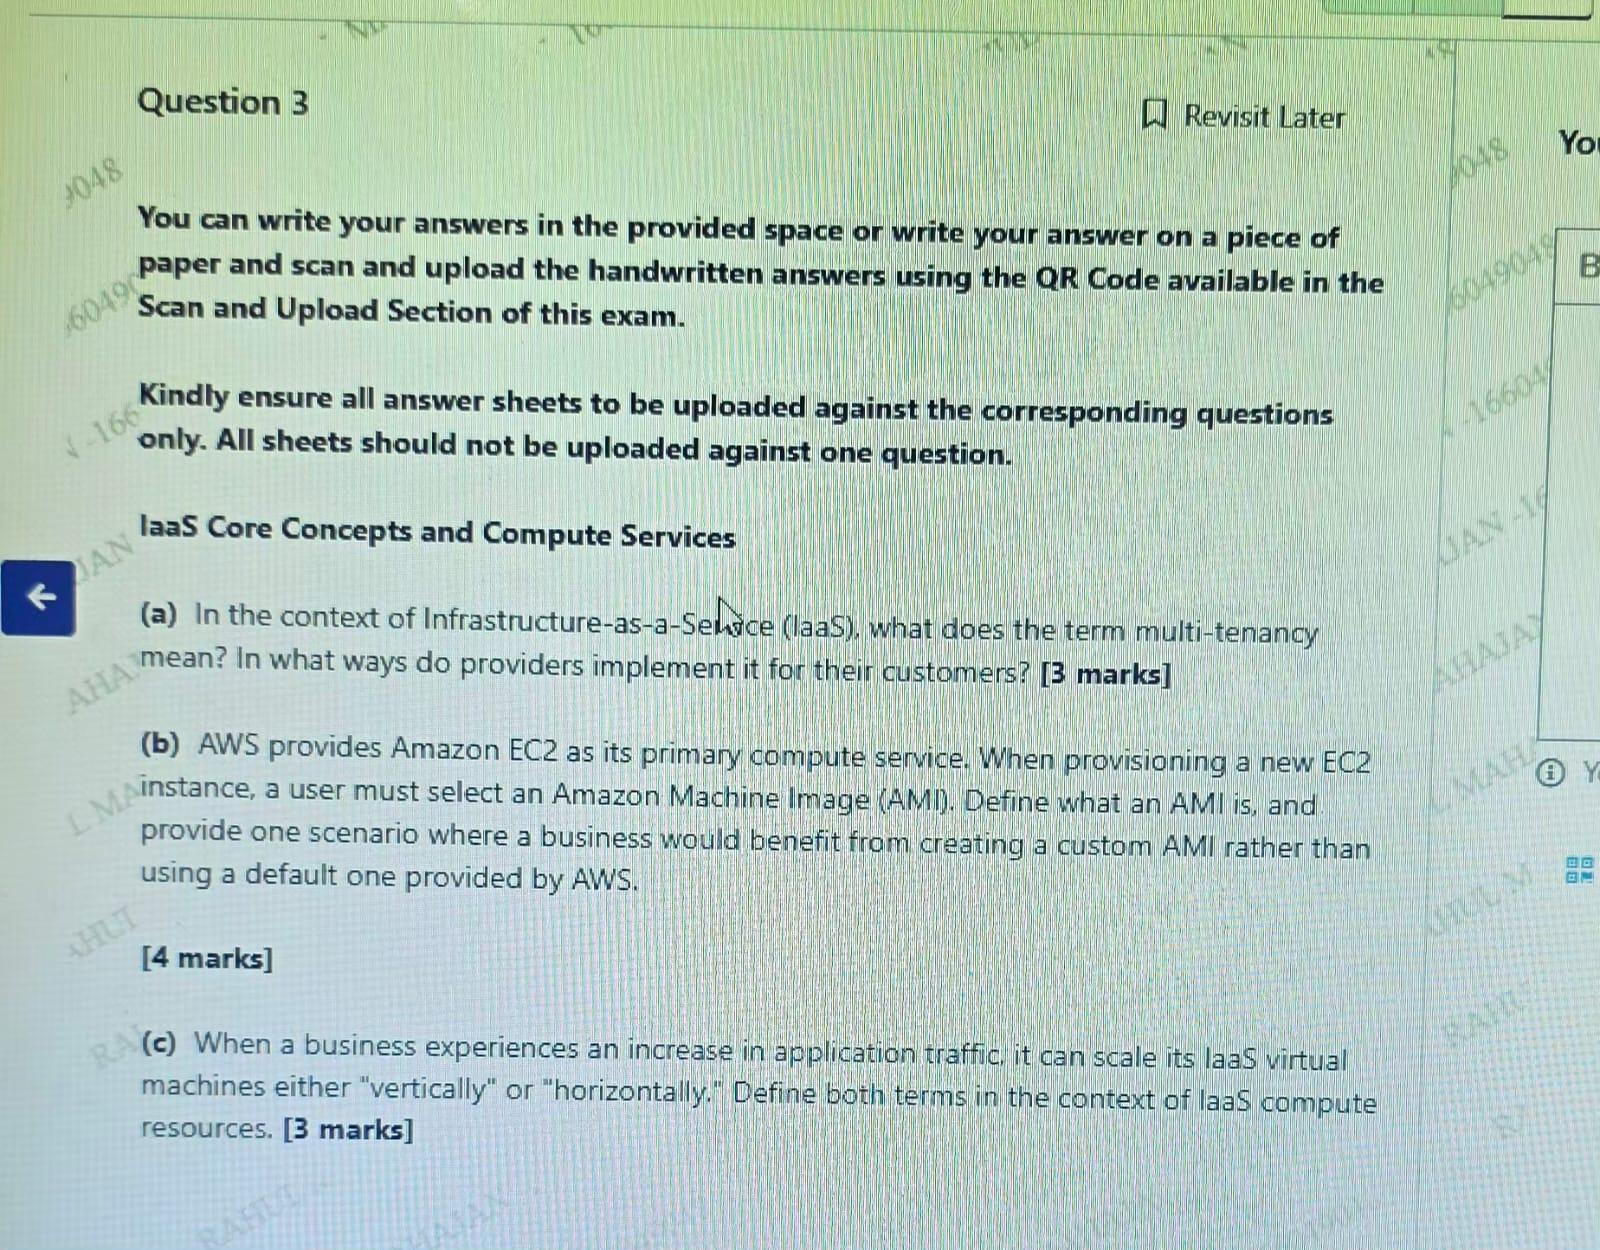 Question 3
Revisit Later
You can write your answers in the provided space or write your answer on a piece of
paper and scan and upload the handwritten answers using the QR Code available in the
Scan and Upload Section of this exam.
Kindly ensure all answer sheets to be uploaded against the corresponding questions
only. All sheets should not be uploaded against one question.
IaaS Core Concepts and Compute Services
(a) In the context of Infrastructure-as-a-Service (IaaS), what does the term multi-tenancy
mean? In what ways do providers implement it for their customers? [3 marks]
(b) AWS provides Amazon EC2 as its primary compute service. When provisioning a new EC2
instance, a user must select an Amazon Machine Image (AMI). Define what an AMI is, and
provide one scenario where a business would benefit from creating a custom AMI rather than
using a default one provided by AWS.
[4 marks]
(c) When a business experiences an increase in application traffic, it can scale its IaaS virtual
machines either "vertically" or "horizontally." Define both terms in the context of IaaS compute
resources. [3 marks]